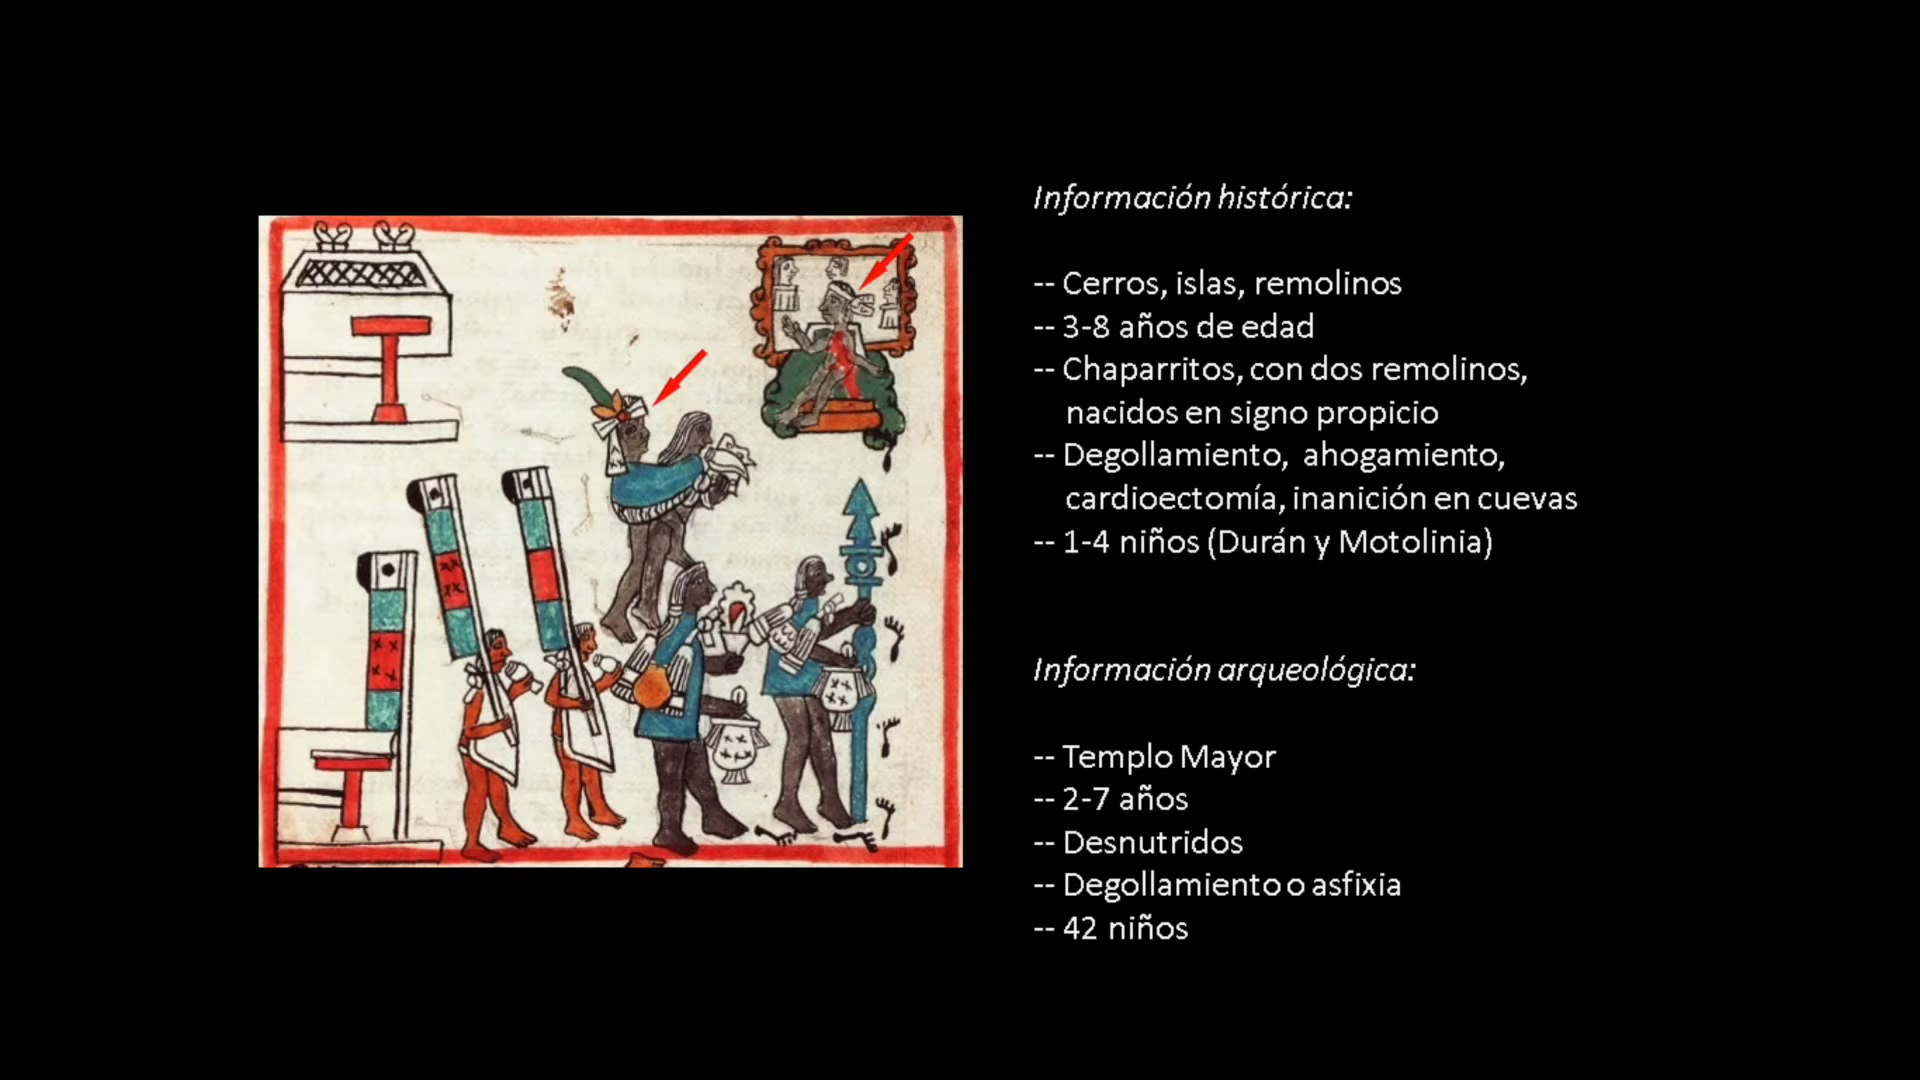 Información histórica:
-- Cerros, islas, remolinos
-- 3-8 años de edad
-- Chaparritos, con dos remolinos,
nacidos en signo propicio
-- Degollamiento, ahogamiento,
cardioectomía, inanición en cuevas
-- 1-4 niños (Durán y Motolinia)
Información arqueológica:
-- Templo Mayor
-- 2-7 años
-- Desnutridos
-- Degollamiento o asfixia
-- 42 niños